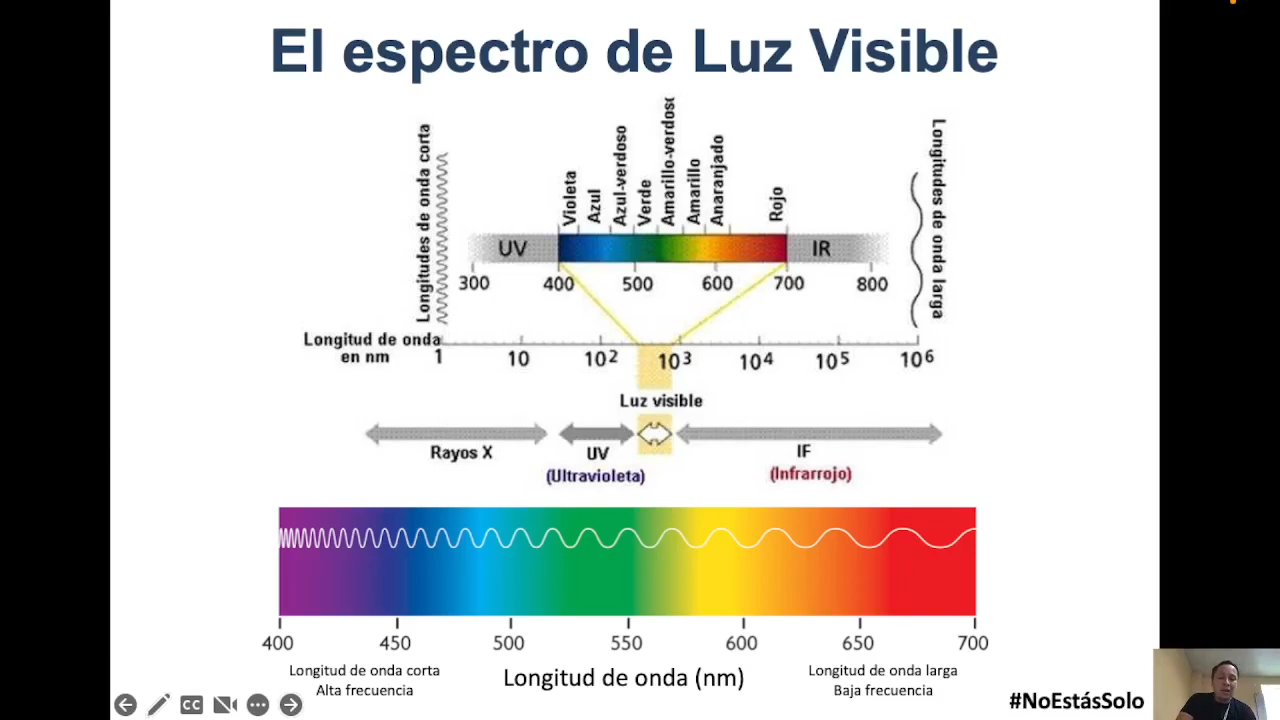 El espectro de Luz Visible
Longitudes de onda corta
Violeta
Azul
Azul-verdoso
Verde
Amarillo-verdoso
Amarillo
Anaranjado
Rojo
Longitudes de onda larga
UV
IR
300 400 500 600 700 800
Longitud de onda
en nm
1 10 10² 10³ 10⁴ 10⁵ 10⁶
Luz visible
Rayos X
UV
(Ultravioleta)
IF
(Infrarrojo)
400 450 500 550 600 650 700
Longitud de onda corta
Alta frecuencia
Longitud de onda (nm)
Longitud de onda larga
Baja frecuencia
#NoEstásSolo
CC